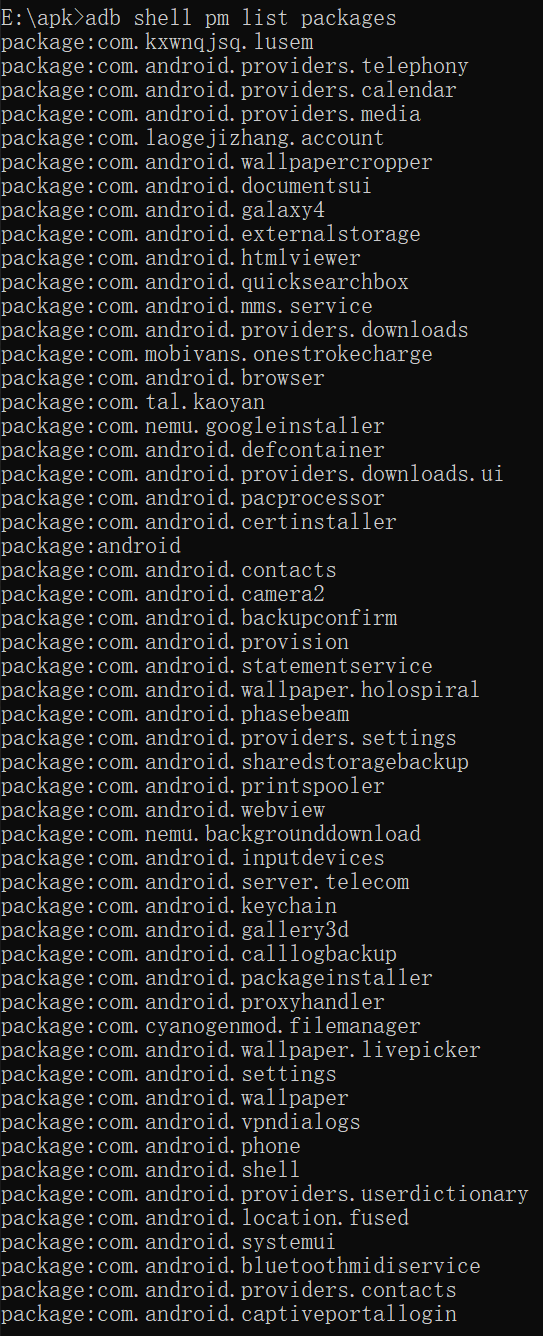 E:\apk>adb shell pm list packages
package:com.kxwnqjsq.lusem
package:com.android.providers.telephony
package:com.android.providers.calendar
package:com.android.providers.media
package:com.laogejizhang.account
package:com.android.wallpapercropper
package:com.android.documentsui
package:com.android.galaxy4
package:com.android.externalstorage
package:com.android.htmlviewer
package:com.android.quicksearchbox
package:com.android.mms.service
package:com.android.providers.downloads
package:com.mobivans.onestrokecharge
package:com.android.browser
package:com.tal.kaoyan
package:com.nemu.googleinstaller
package:com.android.defcontainer
package:com.android.providers.downloads.ui
package:com.android.pacprocessor
package:com.android.certinstaller
package:android
package:com.android.contacts
package:com.android.camera2
package:com.android.backupconfirm
package:com.android.provision
package:com.android.statementservice
package:com.android.wallpaper.holospiral
package:com.android.phasebeam
package:com.android.providers.settings
package:com.android.sharedstoragebackup
package:com.android.printspooler
package:com.android.webview
package:com.nemu.backgrounddownload
package:com.android.inputdevices
package:com.android.server.telecom
package:com.android.keychain
package:com.android.gallery3d
package:com.android.calllogbackup
package:com.android.packageinstaller
package:com.android.proxyhandler
package:com.cyanogenmod.filemanager
package:com.android.wallpaper.livepicker
package:com.android.settings
package:com.android.wallpaper
package:com.android.vpndialogs
package:com.android.phone
package:com.android.shell
package:com.android.providers.userdictionary
package:com.android.location.fused
package:com.android.systemui
package:com.android.bluetoothmidiservice
package:com.android.providers.contacts
package:com.android.captiveportallogin